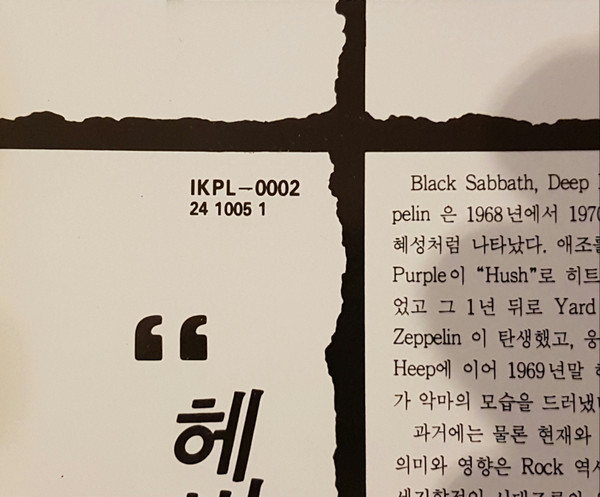 IKPL-0002
24 1005 1
“
헤
Black Sabbath, Deep
pelin 은 1968년에서 1970
혜성처럼 나타났다. 애조를
Purple이 “Hush”로 히트
었고 그 1년 뒤로 Yard
Zeppelin 이 탄생했고, 웅
Heep에 이어 1969년말
가 악마의 모습을 드러냈
과거에는 물론 현재와
의미와 영향은 Rock 역사